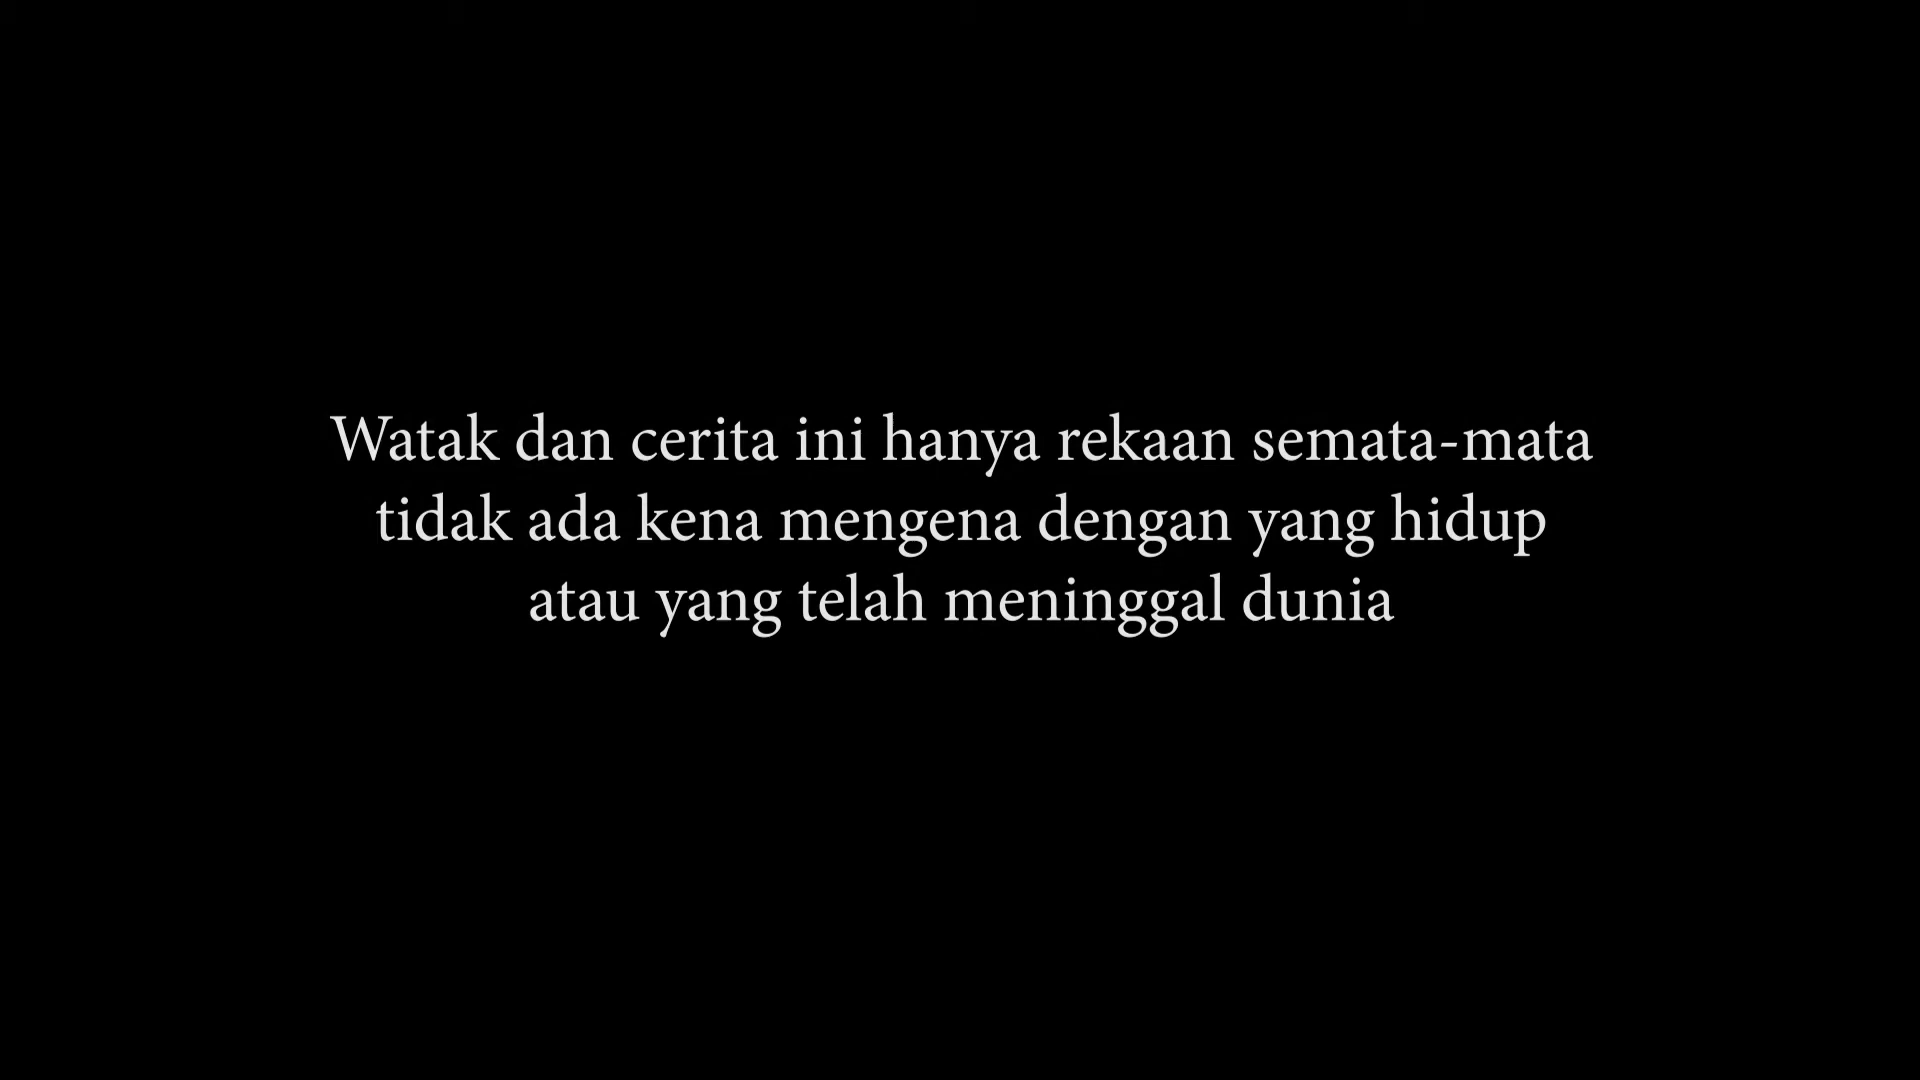 Watak dan cerita ini hanya rekaan semata-mata
tidak ada kena mengena dengan yang hidup
atau yang telah meninggal dunia